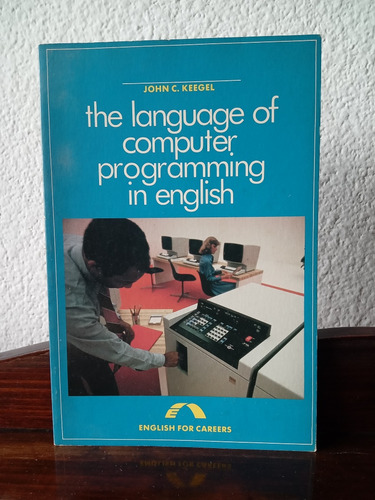 JOHN C. KEEGEL
the language of
computer
programming
in english
ENGLISH FOR CAREERS